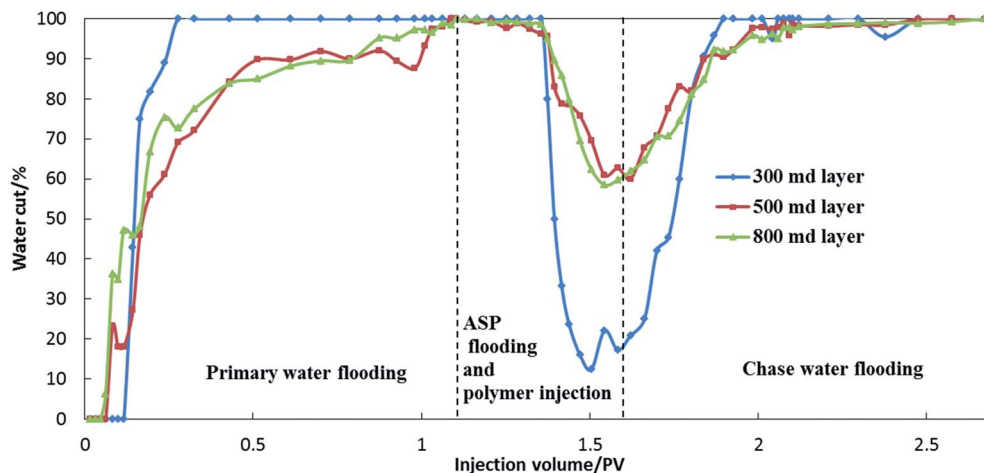 100
90
80
70
60
50
40
30
20
10
0
Water cut/%
300 md layer
500 md layer
800 md layer
ASP
flooding
and
polymer injection
Primary water flooding
Chase water flooding
0
0.5
1
1.5
2
2.5
Injection volume/PV